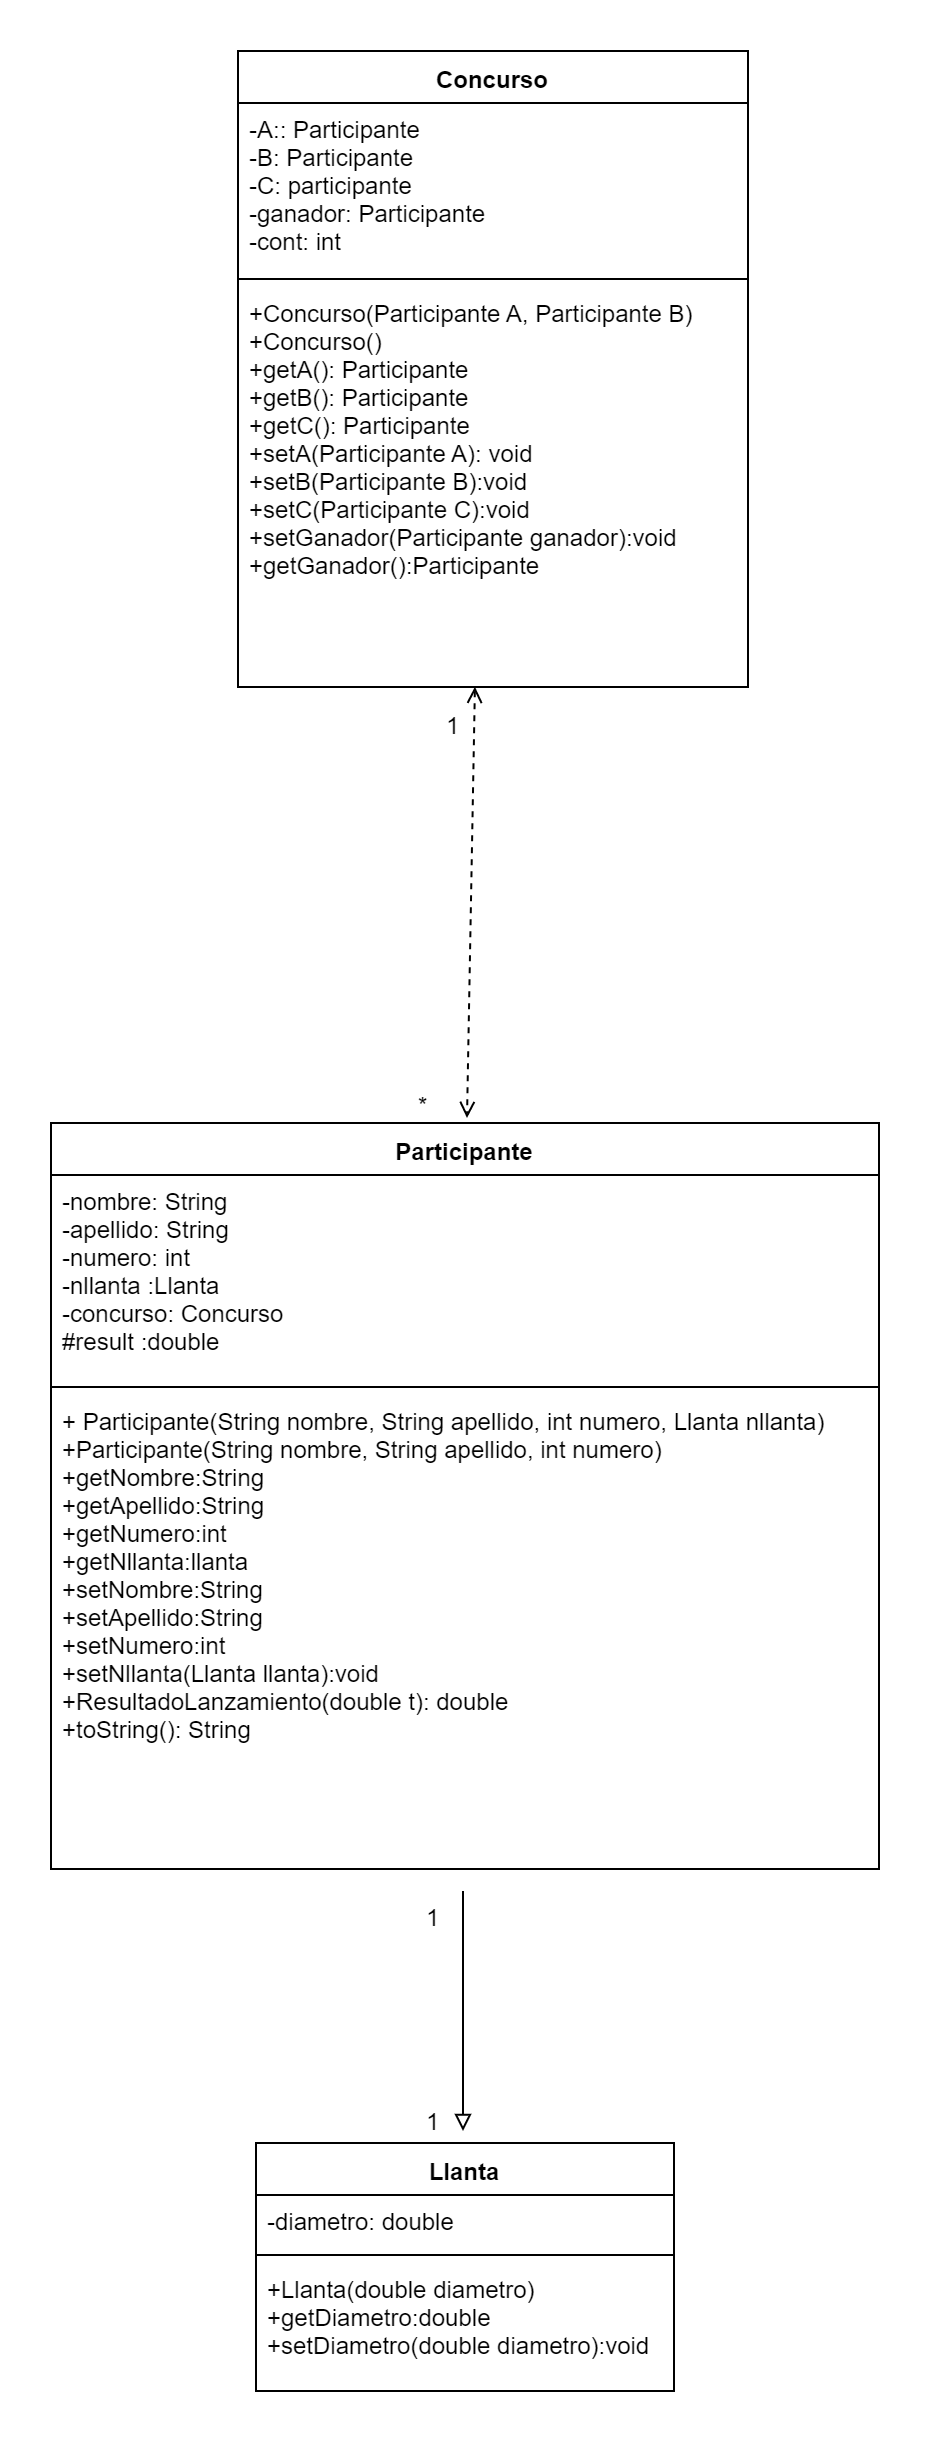 Concurso
-A:: Participante
-B: Participante
-C: participante
-ganador: Participante
-cont: int
+Concurso(Participante A, Participante B)
+Concurso()
+getA(): Participante
+getB(): Participante
+getC(): Participante
+setA(Participante A): void
+setB(Participante B):void
+setC(Participante C):void
+setGanador(Participante ganador):void
+getGanador():Participante
1
*
Participante
-nombre: String
-apellido: String
-numero: int
-nllanta :Llanta
-concurso: Concurso
#result :double
+ Participante(String nombre, String apellido, int numero, Llanta nllanta)
+Participante(String nombre, String apellido, int numero)
+getNombre:String
+getApellido:String
+getNumero:int
+getNllanta:llanta
+setNombre:String
+setApellido:String
+setNumero:int
+setNllanta(Llanta llanta):void
+ResultadoLanzamiento(double t): double
+toString(): String
1
1
Llanta
-diametro: double
+Llanta(double diametro)
+getDiametro:double
+setDiametro(double diametro):void